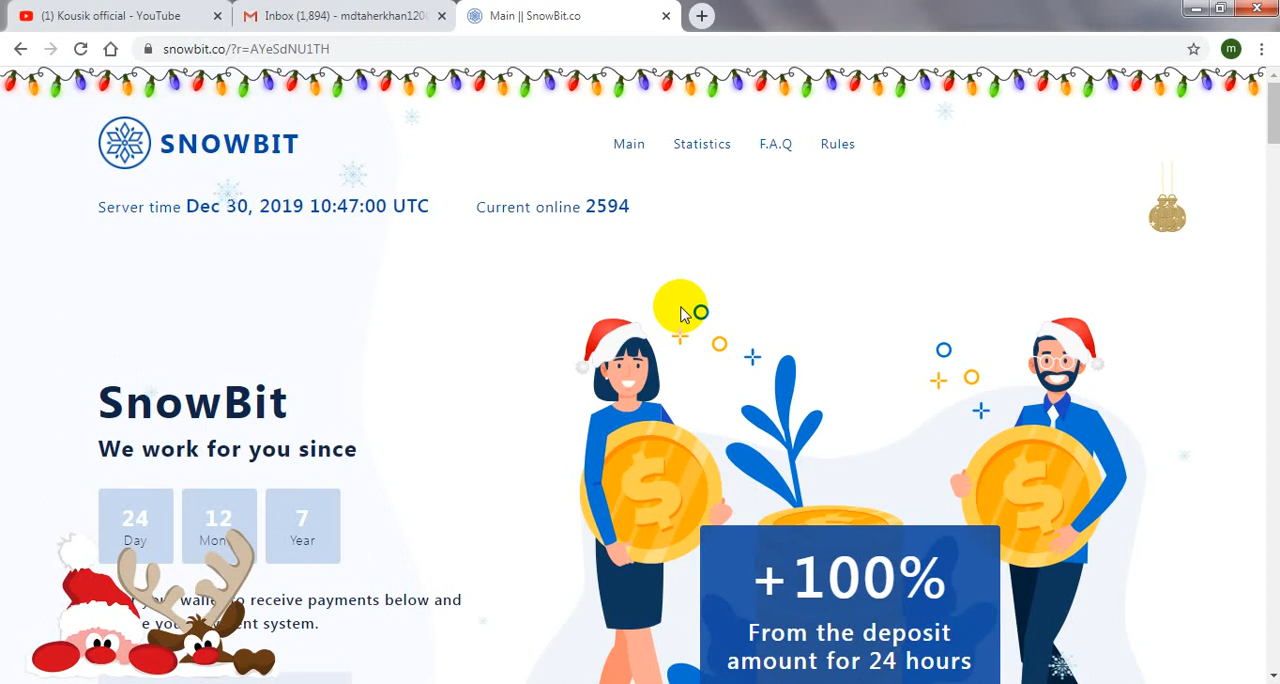 (1) Kousik official - YouTube
Inbox (1,894) - mdtaherkhan120
Main || SnowBit.co
snowbit.co/?r=AYeSdNU1TH
m
SNOWBIT
Main
Statistics
F.A.Q
Rules
Server time Dec 30, 2019 10:47:00 UTC
Current online 2594
SnowBit
We work for you since
24
12
7
Day
Year
to receive payments below and
system.
+100%
From the deposit
amount for 24 hours